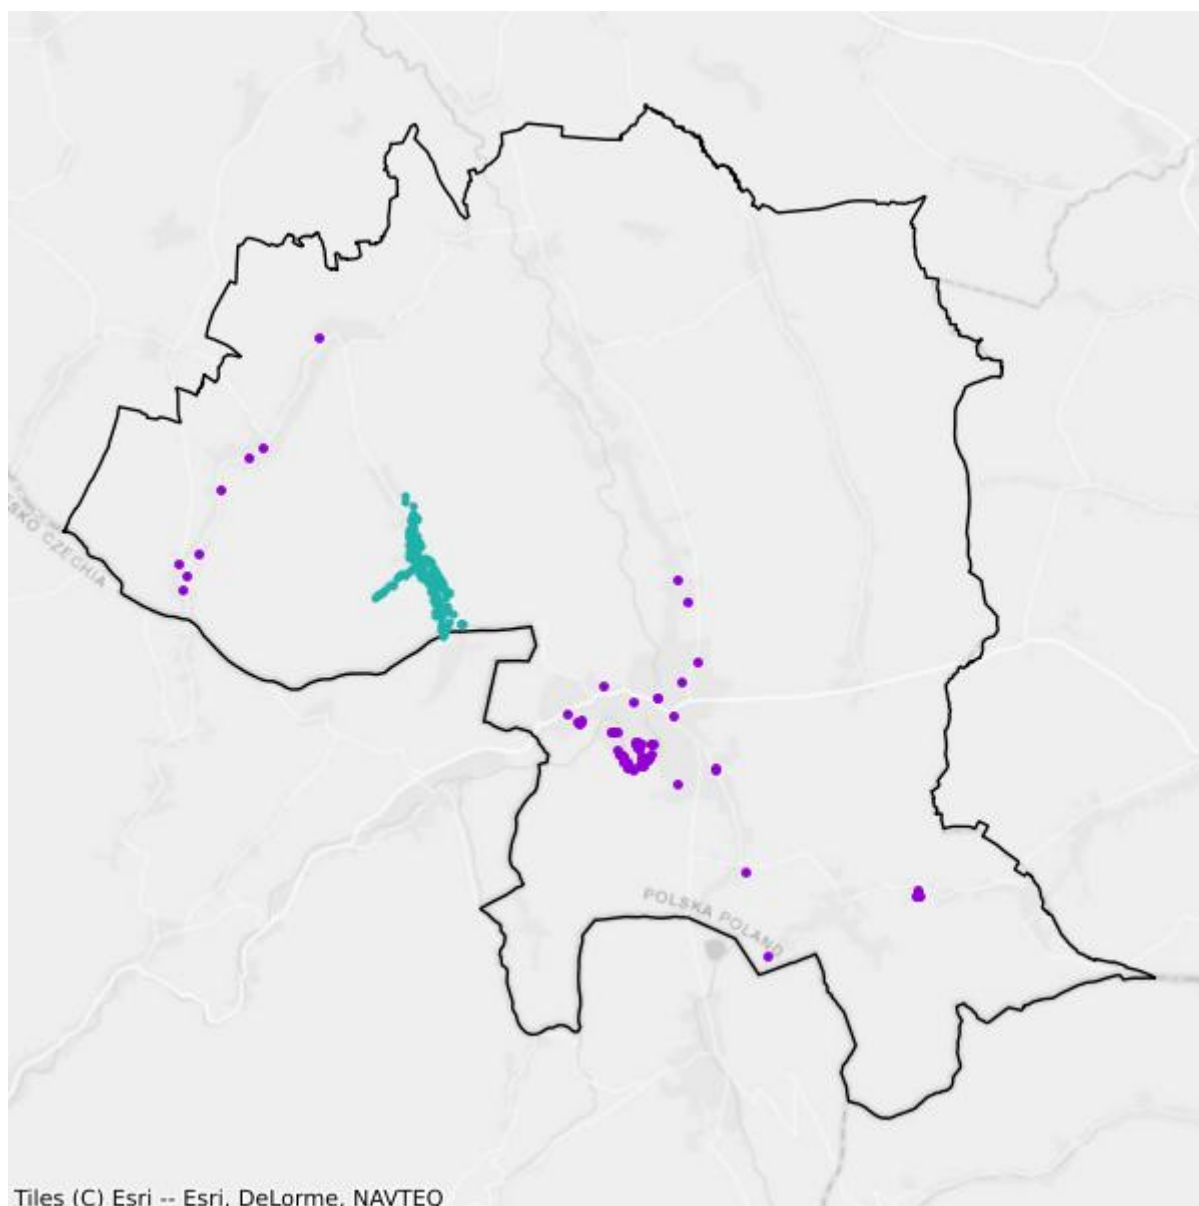 SKO CZECHIA
POLSKA POLAND
Tiles (C) Esri -- Esri, DeLorme, NAVTEQ